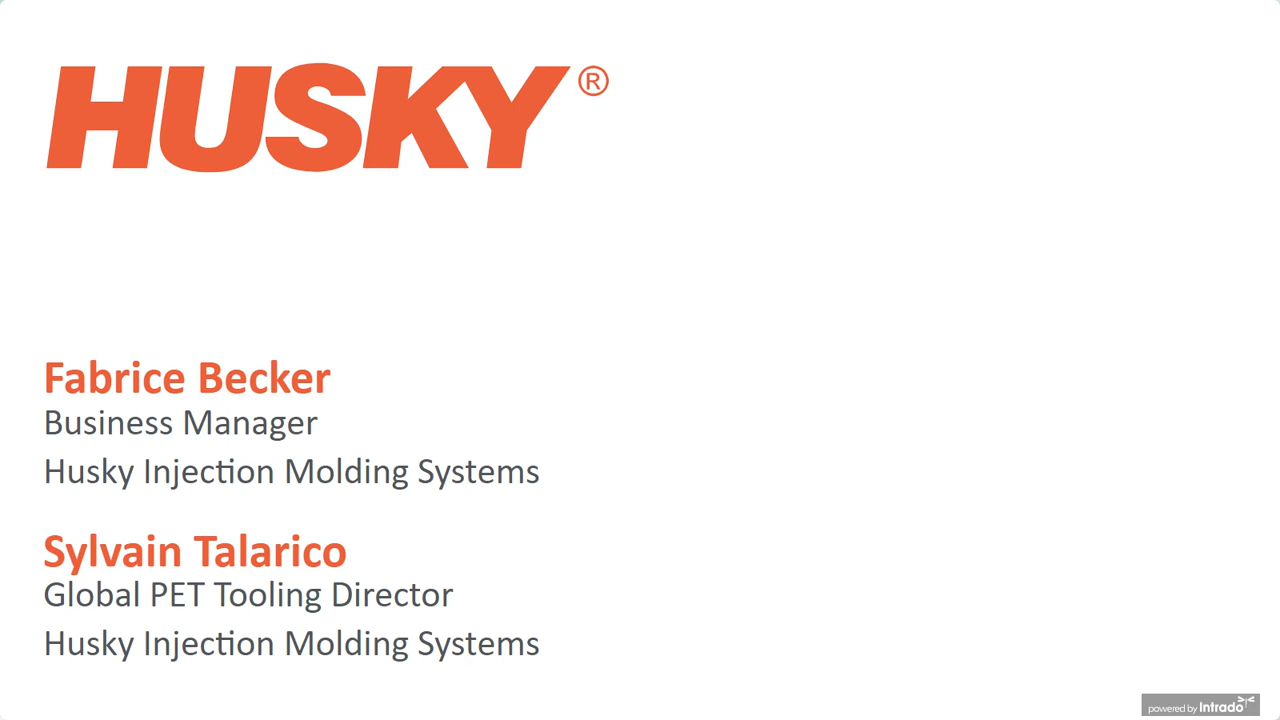 HUSKY®
Fabrice Becker
Business Manager
Husky Injection Molding Systems
Sylvain Talarico
Global PET Tooling Director
Husky Injection Molding Systems
powered by Intrado